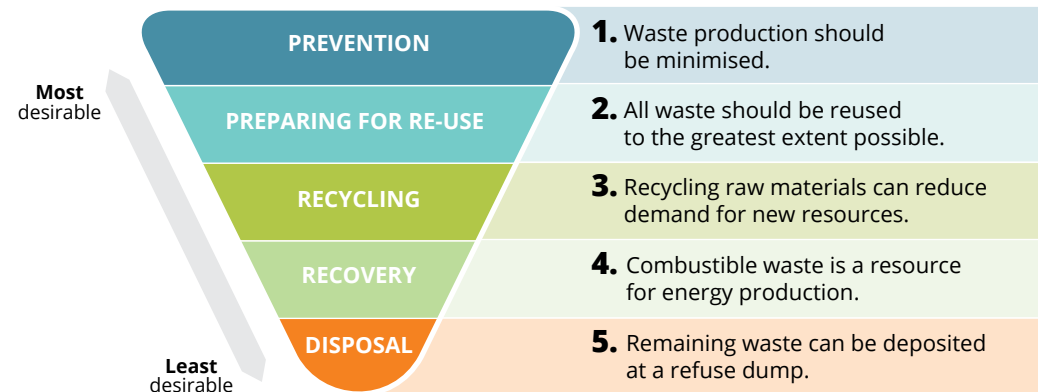 PREVENTION
1. Waste production should
be minimised.
Most
desirable
PREPARING FOR RE-USE
2. All waste should be reused
to the greatest extent possible.
RECYCLING
3. Recycling raw materials can reduce
demand for new resources.
RECOVERY
4. Combustible waste is a resource
for energy production.
DISPOSAL
5. Remaining waste can be deposited
at a refuse dump.
Least
desirable